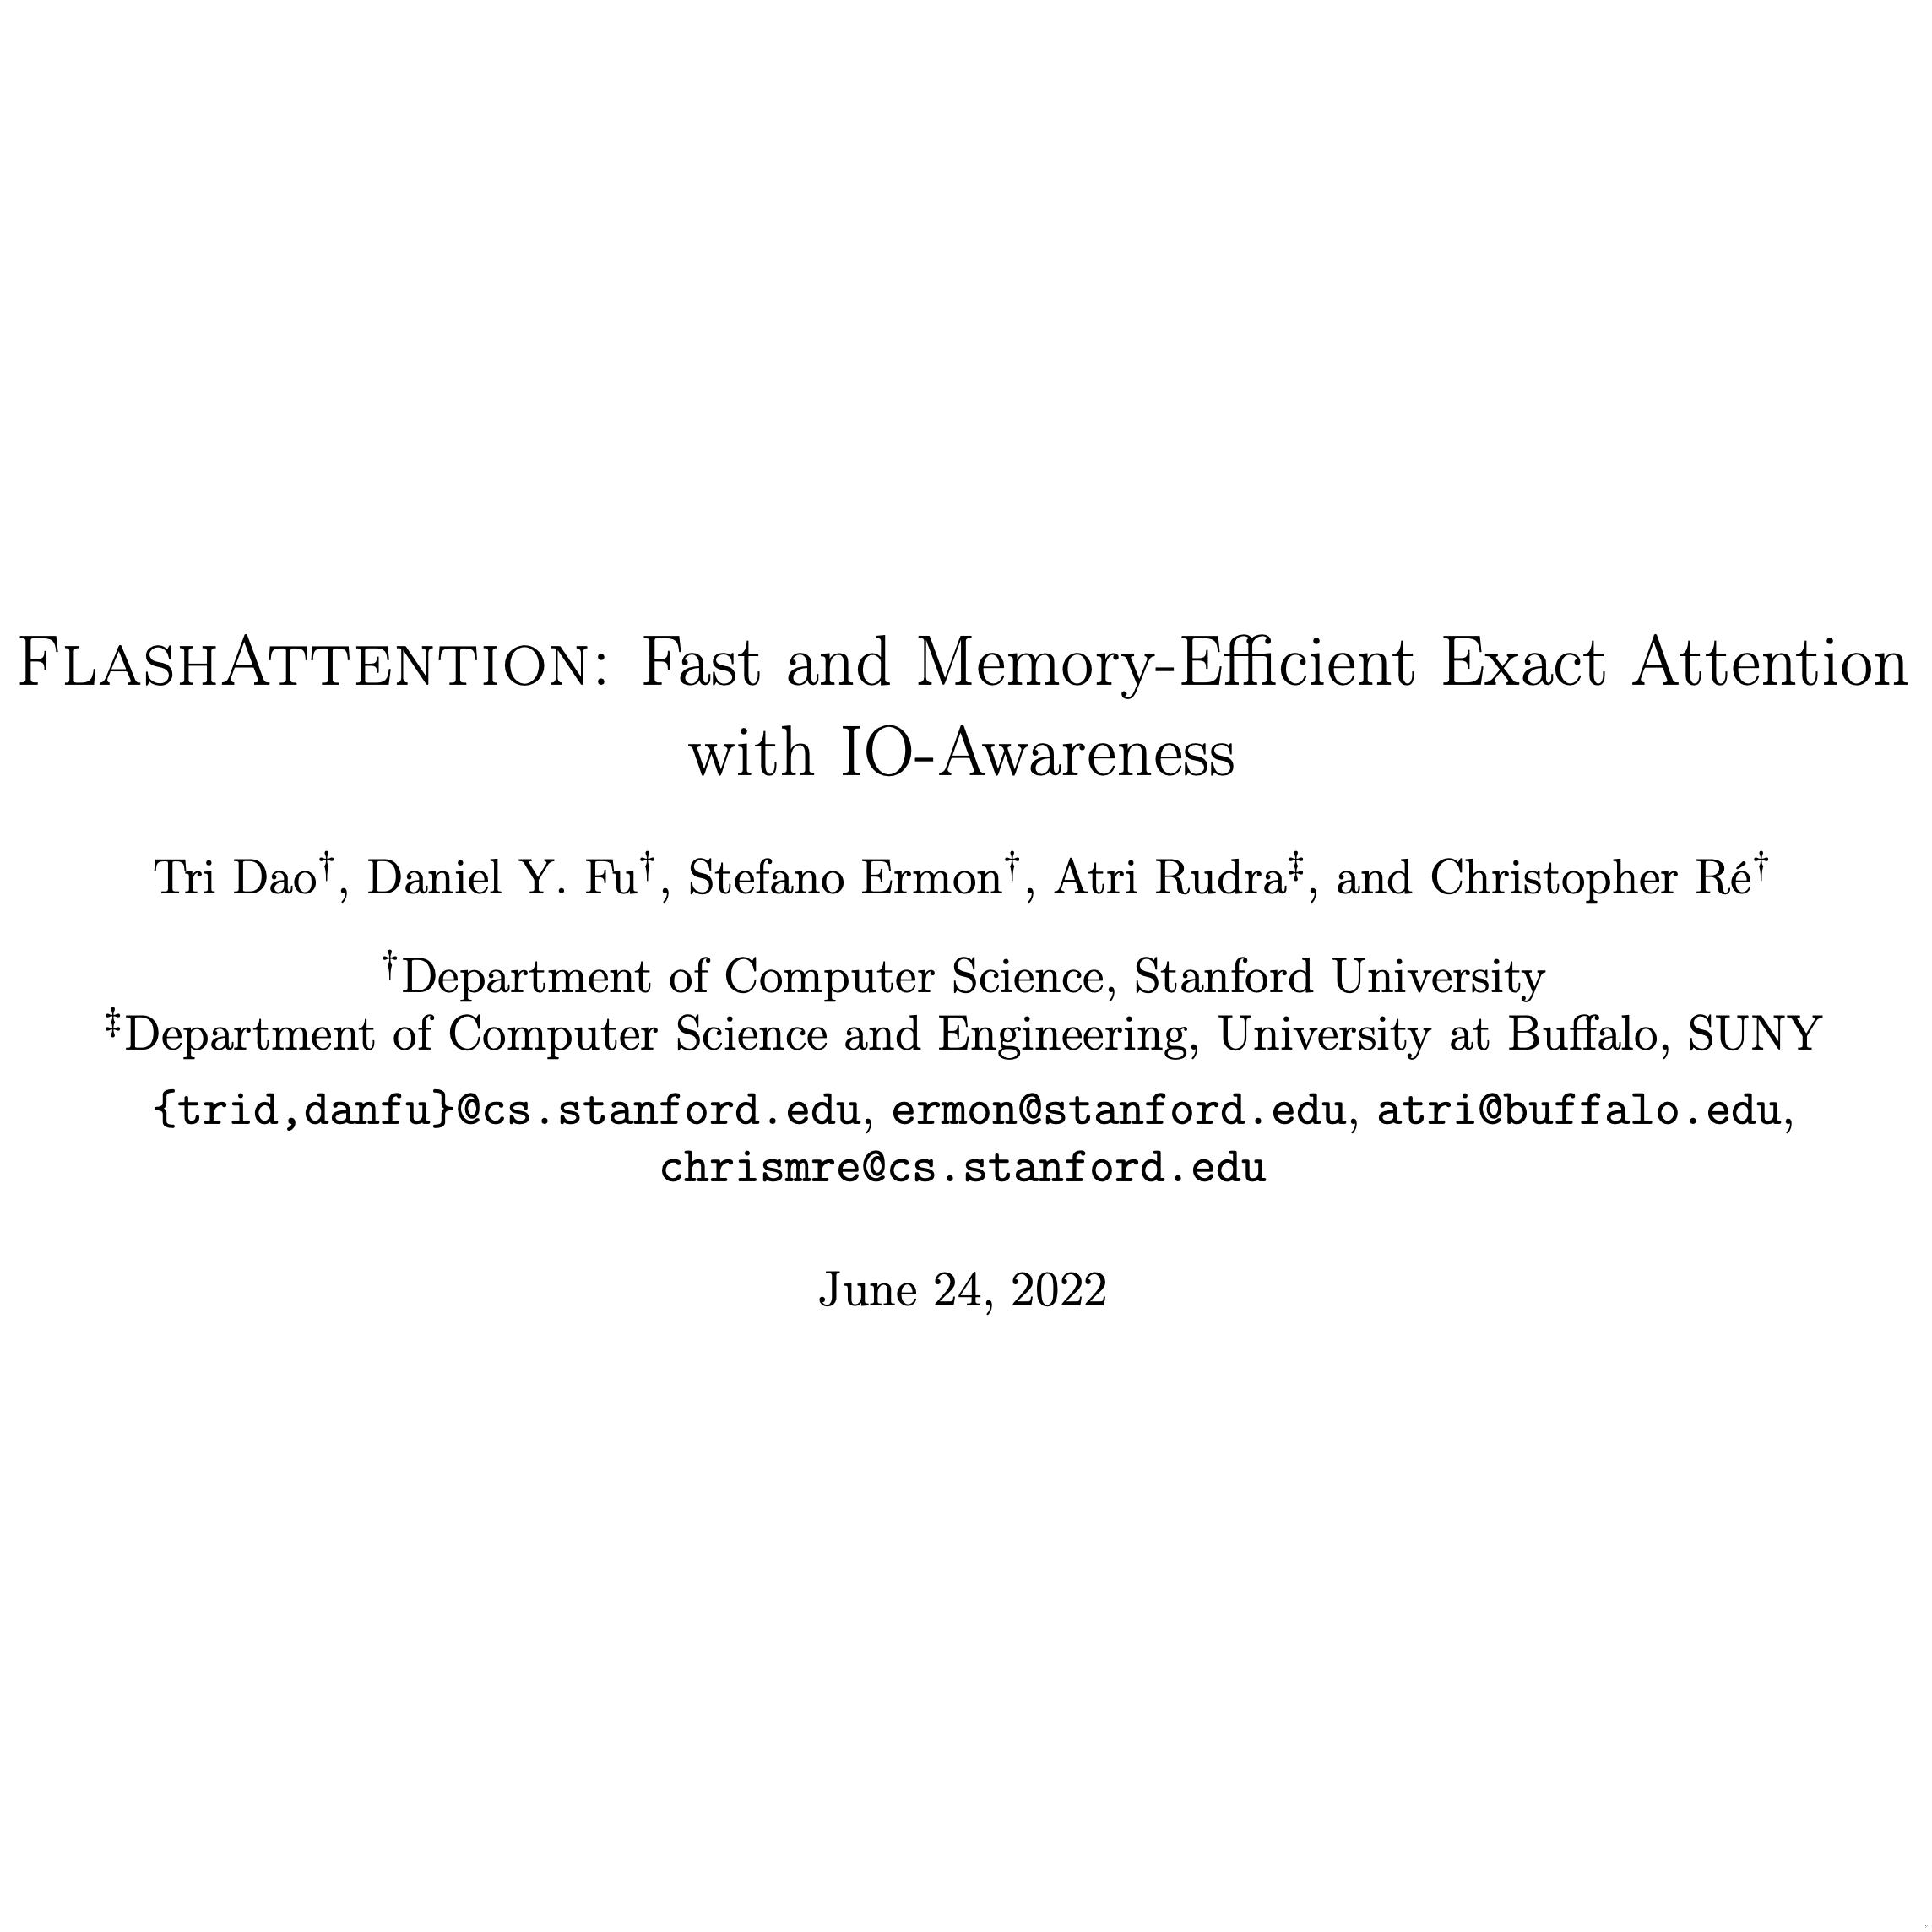 FLASHATTENTION: Fast and Memory-Efficient Exact Attention
with IO-Awareness
Tri Dao†, Daniel Y. Fu†, Stefano Ermon†, Atri Rudra‡, and Christopher Ré†
†Department of Computer Science, Stanford University
‡Department of Computer Science and Engineering, University at Buffalo, SUNY
{trid,danfu}@cs.stanford.edu, ermon@stanford.edu, atri@buffalo.edu,
chrismre@cs.stanford.edu
June 24, 2022